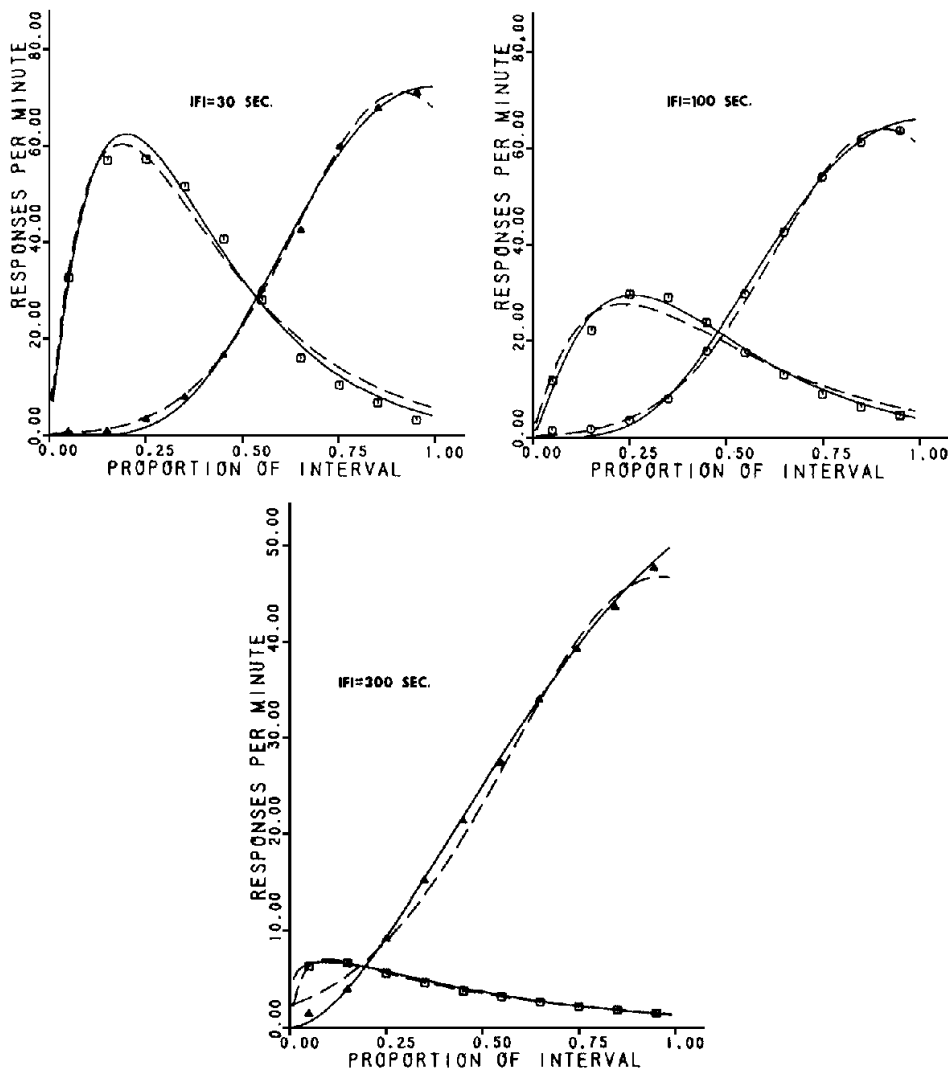 RESPONSES PER MINUTE
80.00
60.00
40.00
20.00
0.00
IFI=30 SEC.
0.00 0.25 0.50 0.75 1.00
PROPORTION OF INTERVAL
RESPONSES PER MINUTE
80.00
60.00
40.00
20.00
0.00
IFI=100 SEC.
0.00 0.25 0.50 0.75 1.00
PROPORTION OF INTERVAL
RESPONSES PER MINUTE
50.00
40.00
30.00
20.00
10.00
0.00
IFI=300 SEC.
0.00 0.25 0.50 0.75 1.00
PROPORTION OF INTERVAL